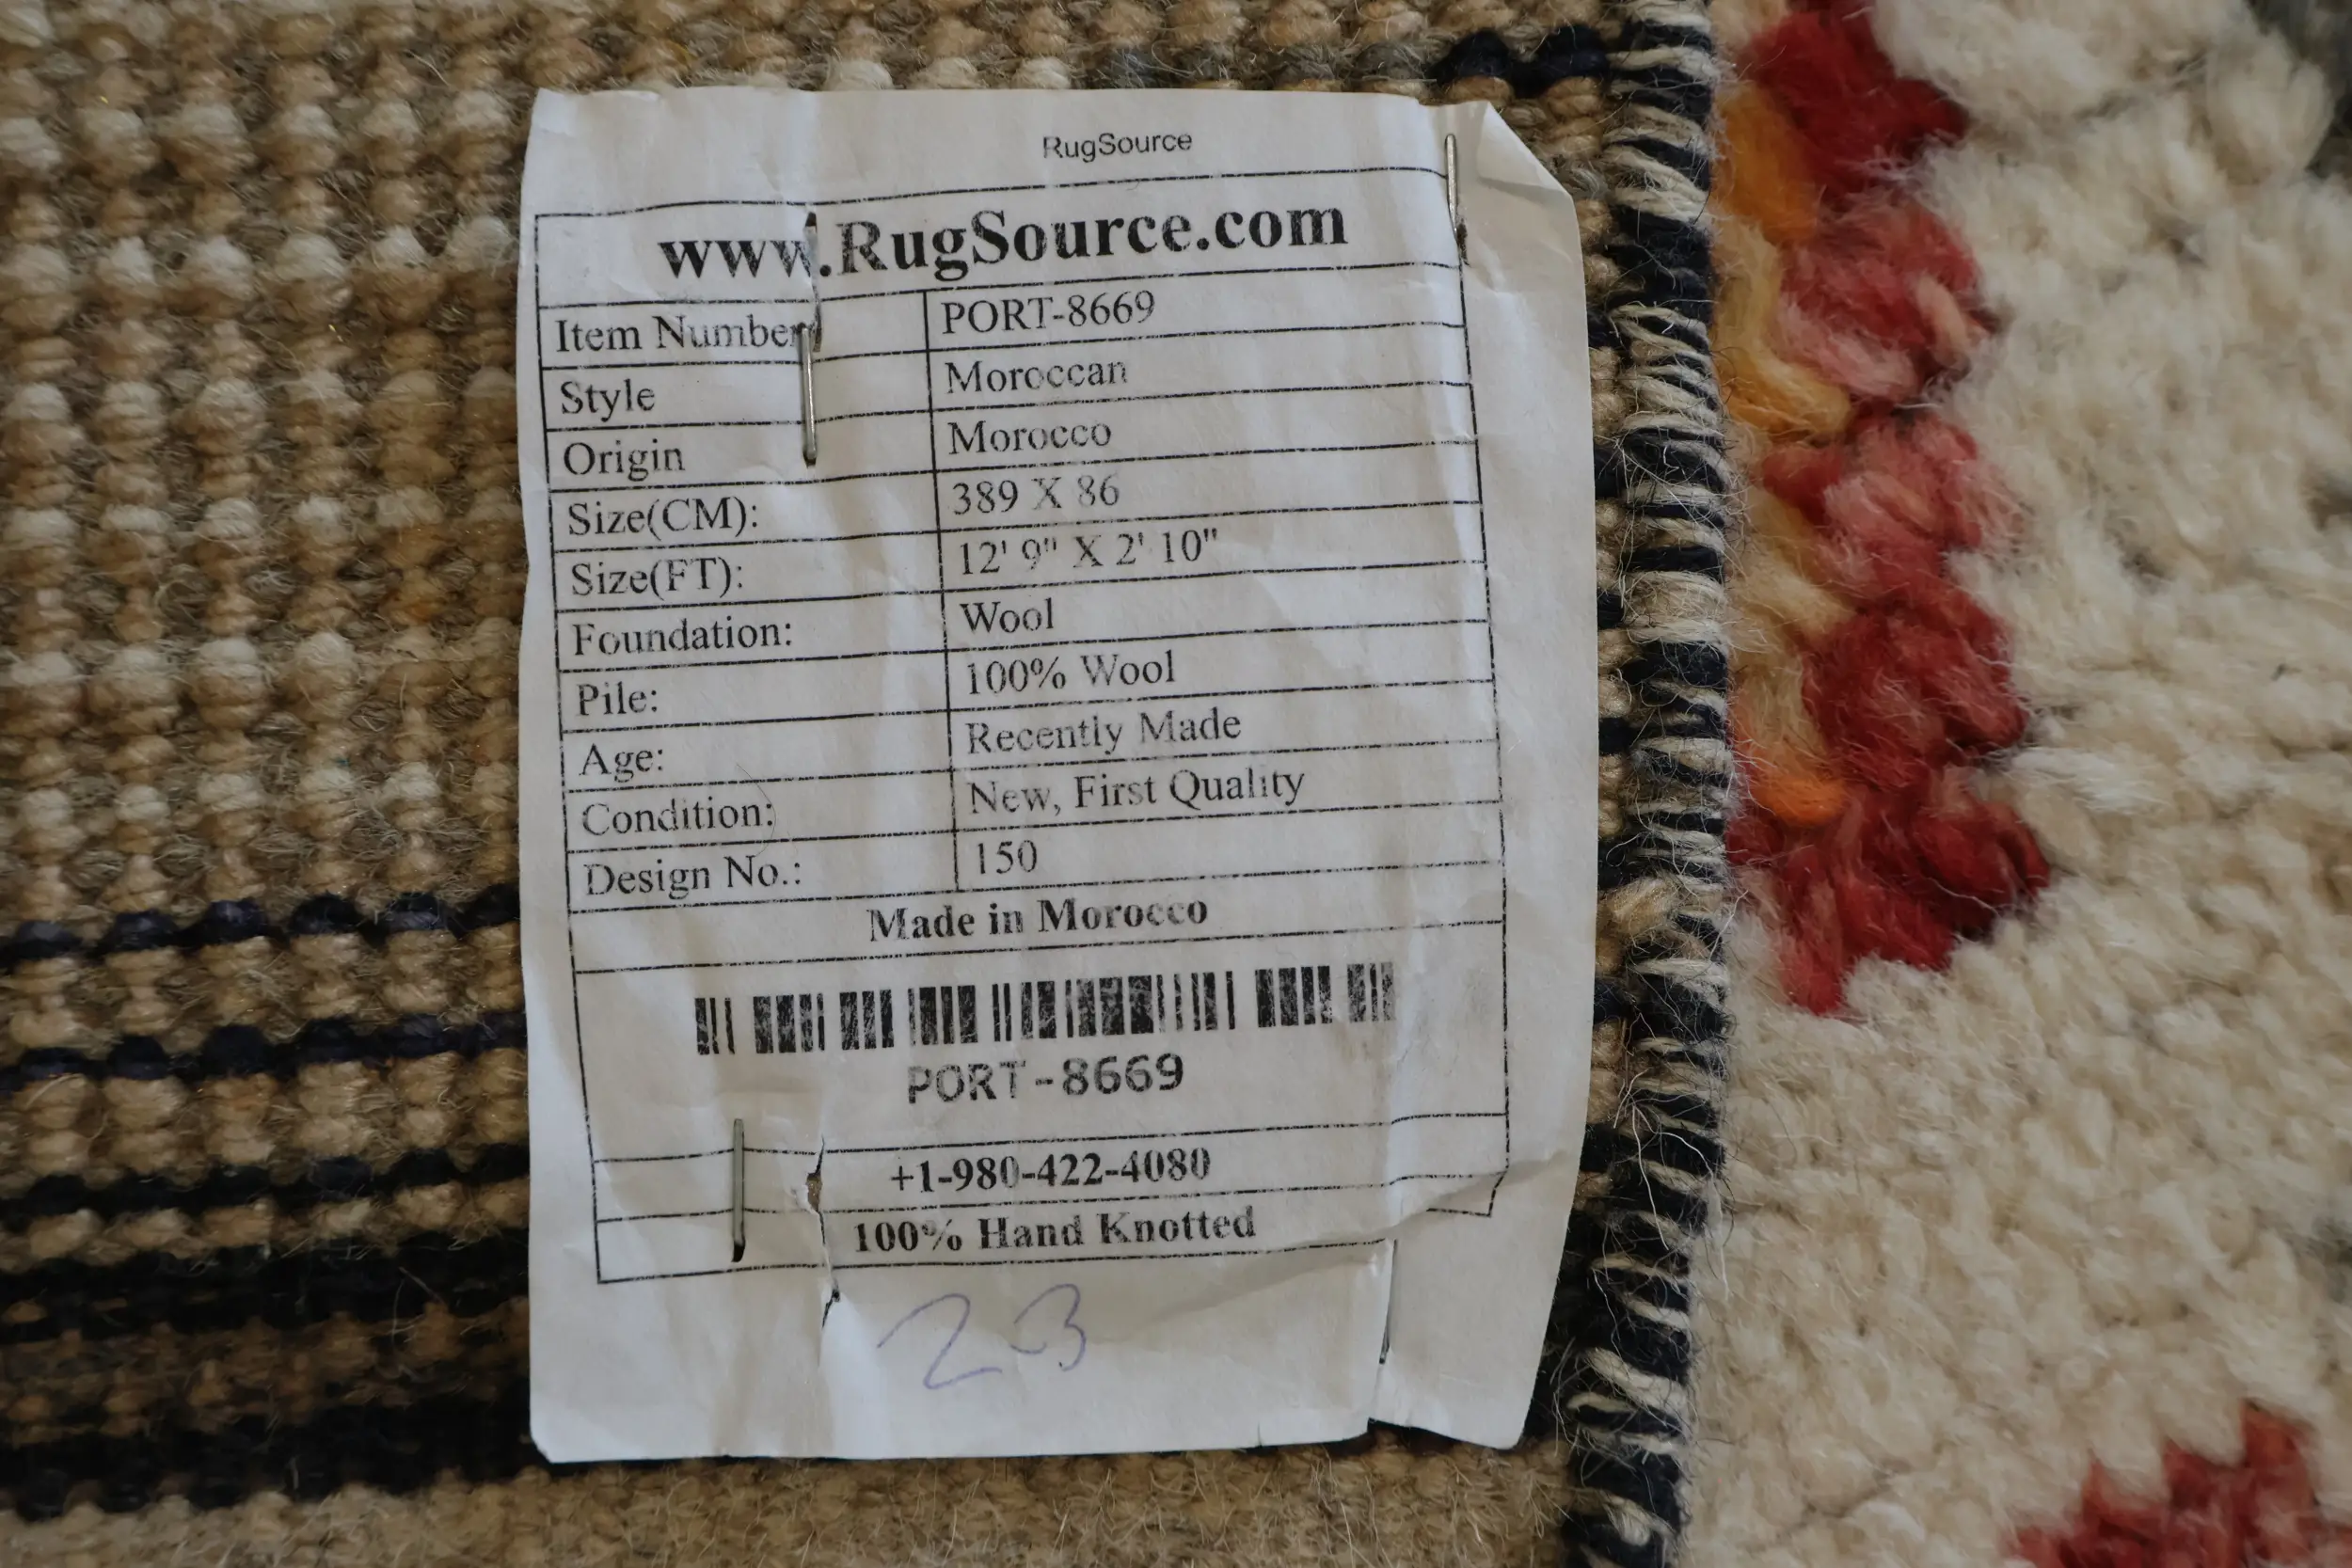 RugSource
www.RugSource.com
Item Number PORT-8669
Style Moroccan
Origin Morocco
Size(CM): 389 X 86
Size(FT): 12' 9" X 2' 10"
Foundation: Wool
Pile: 100% Wool
Age: Recently Made
Condition: New, First Quality
Design No.: 150
Made in Morocco
PORT-8669
+1-980-422-4080
100% Hand Knotted
23